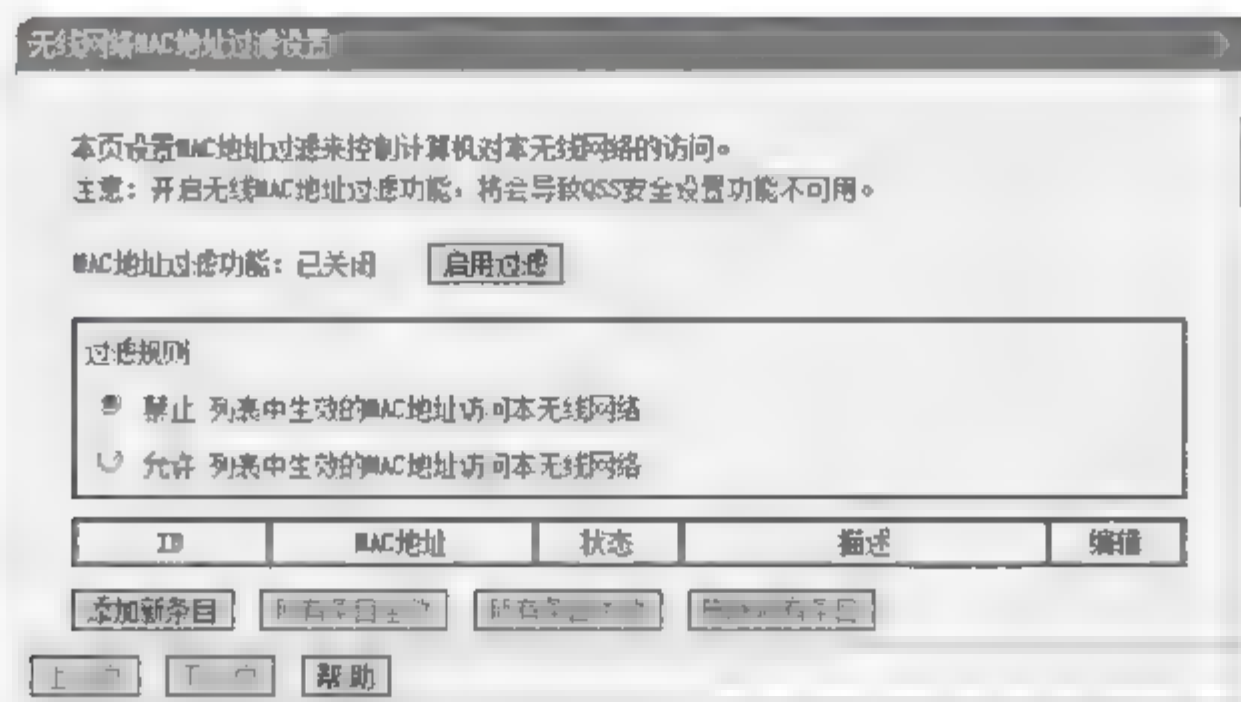 无线网络MAC地址过滤设置
本页设置MAC地址过滤来控制计算机对本无线网络的访问。
注意：开启无线MAC地址过滤功能，将会导致QSS安全设置功能不可用。
MAC地址过滤功能：已关闭 启用过滤
过滤规则
禁止 列表中生效的MAC地址访问本无线网络
允许 列表中生效的MAC地址访问本无线网络
ID MAC地址 状态 描述 编辑
添加新条目
帮助